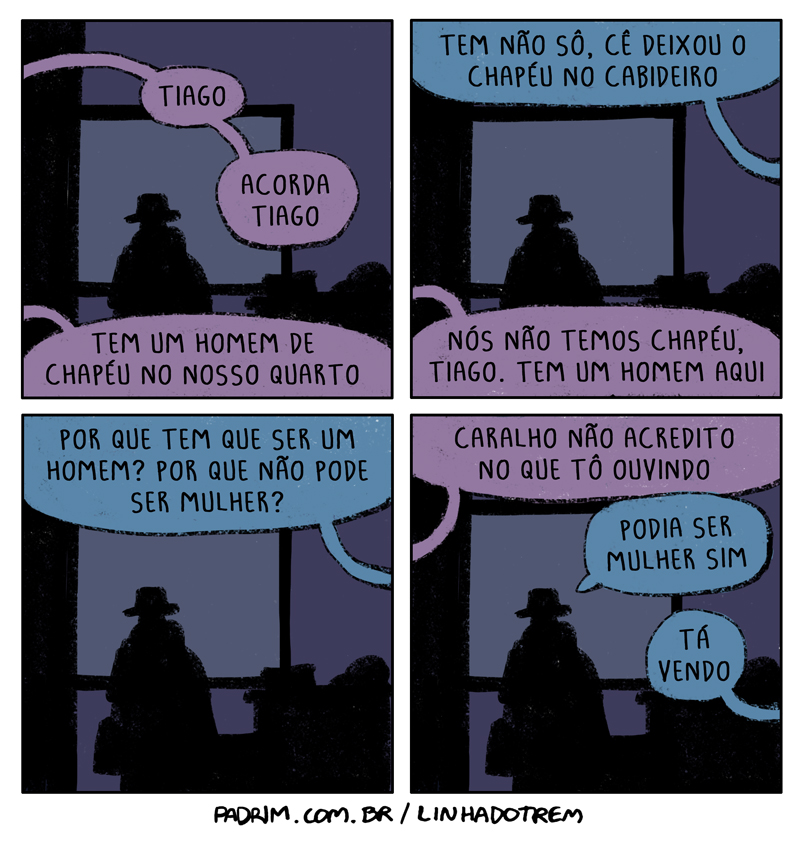 TIAGO
ACORDA
TIAGO
TEM UM HOMEM DE
CHAPÉU NO NOSSO QUARTO
TEM NÃO SÔ, CÊ DEIXOU O
CHAPÉU NO CABIDEIRO
NÓS NÃO TEMOS CHAPÉU,
TIAGO. TEM UM HOMEM AQUI
POR QUE TEM QUE SER UM
HOMEM? POR QUE NÃO PODE
SER MULHER?
CARALHO NÃO ACREDITO
NO QUE TÔ OUVINDO
PODIA SER
MULHER SIM
TÁ
VENDO
PADRIM.COM.BR / LINHADOTREM